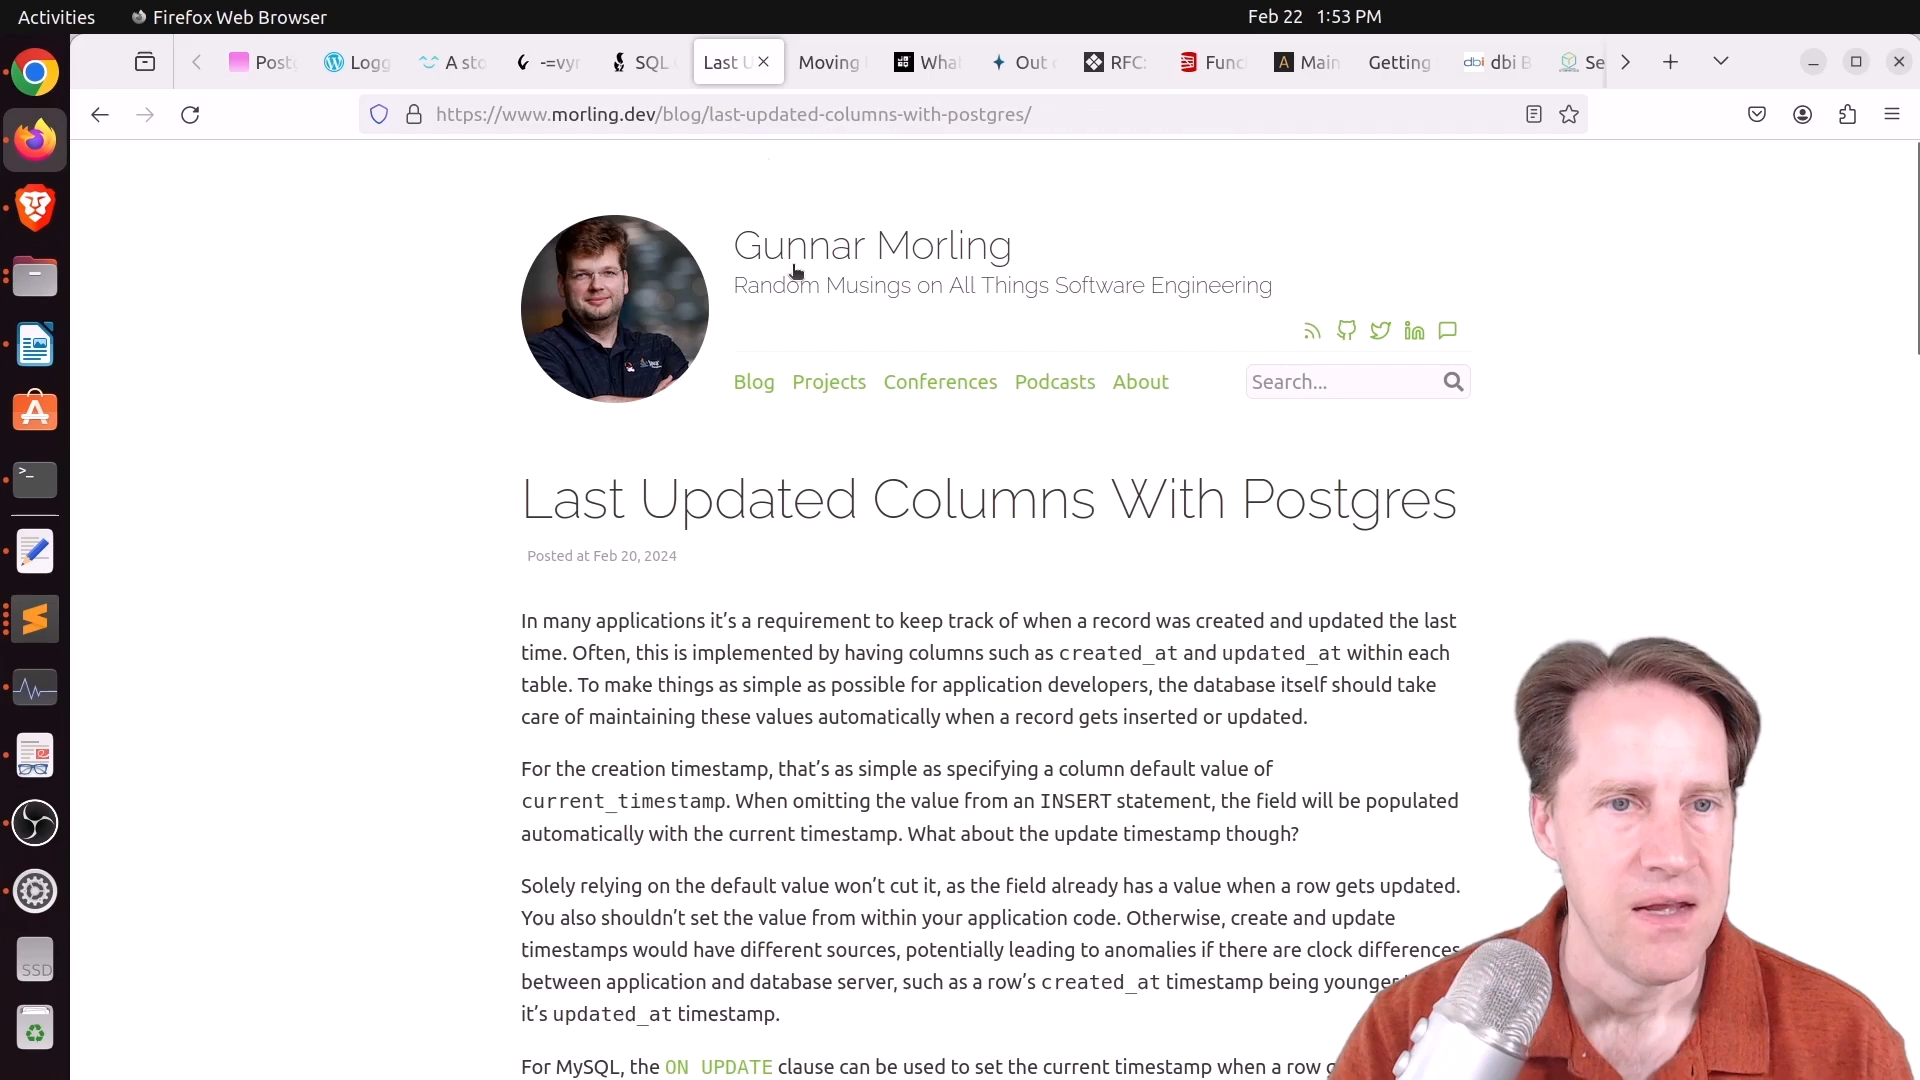 Activities
Firefox Web Browser
Feb 22 1:53 PM
Postg
Logg
A sto
-=vyr
SQL
Last U
Moving
What
Out
RFC:
Func
Main
Getting
dbi dbi B
Se
https://www.morling.dev/blog/last-updated-columns-with-postgres/
Gunnar Morling
Random Musings on All Things Software Engineering
Blog Projects Conferences Podcasts About
Search...
Last Updated Columns With Postgres
Posted at Feb 20, 2024
In many applications it’s a requirement to keep track of when a record was created and updated the last
time. Often, this is implemented by having columns such as created_at and updated_at within each
table. To make things as simple as possible for application developers, the database itself should take
care of maintaining these values automatically when a record gets inserted or updated.
For the creation timestamp, that’s as simple as specifying a column default value of
current_timestamp. When omitting the value from an INSERT statement, the field will be populated
automatically with the current timestamp. What about the update timestamp though?
Solely relying on the default value won’t cut it, as the field already has a value when a row gets updated.
You also shouldn’t set the value from within your application code. Otherwise, create and update
timestamps would have different sources, potentially leading to anomalies if there are clock differences
between application and database server, such as a row’s created_at timestamp being younger
it’s updated_at timestamp.
For MySQL, the ON UPDATE clause can be used to set the current timestamp when a row
SSD